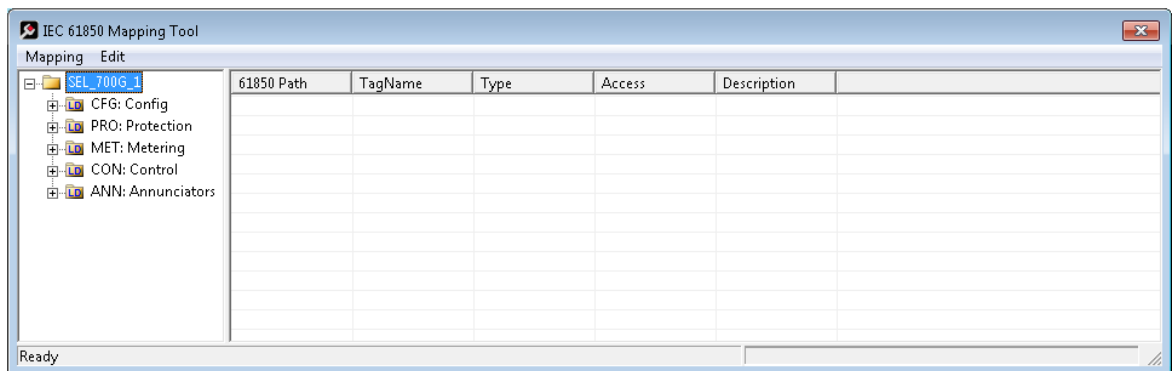 IEC 61850 Mapping Tool
Mapping Edit
SEL_700G_1 61850 Path TagName Type Access Description
CFG: Config
PRO: Protection
MET: Metering
CON: Control
ANN: Annunciators
Ready